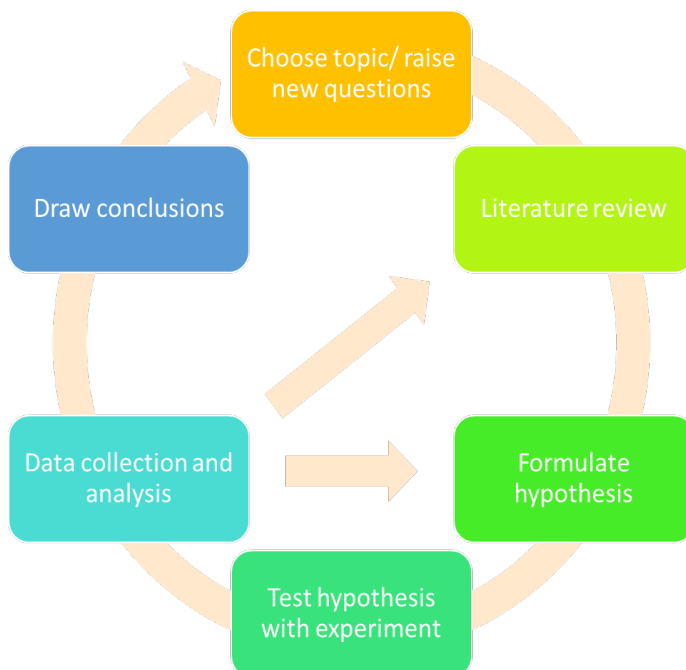 Choose topic/ raise
new questions
Literature review
Formulate
hypothesis
Test hypothesis
with experiment
Data collection and
analysis
Draw conclusions